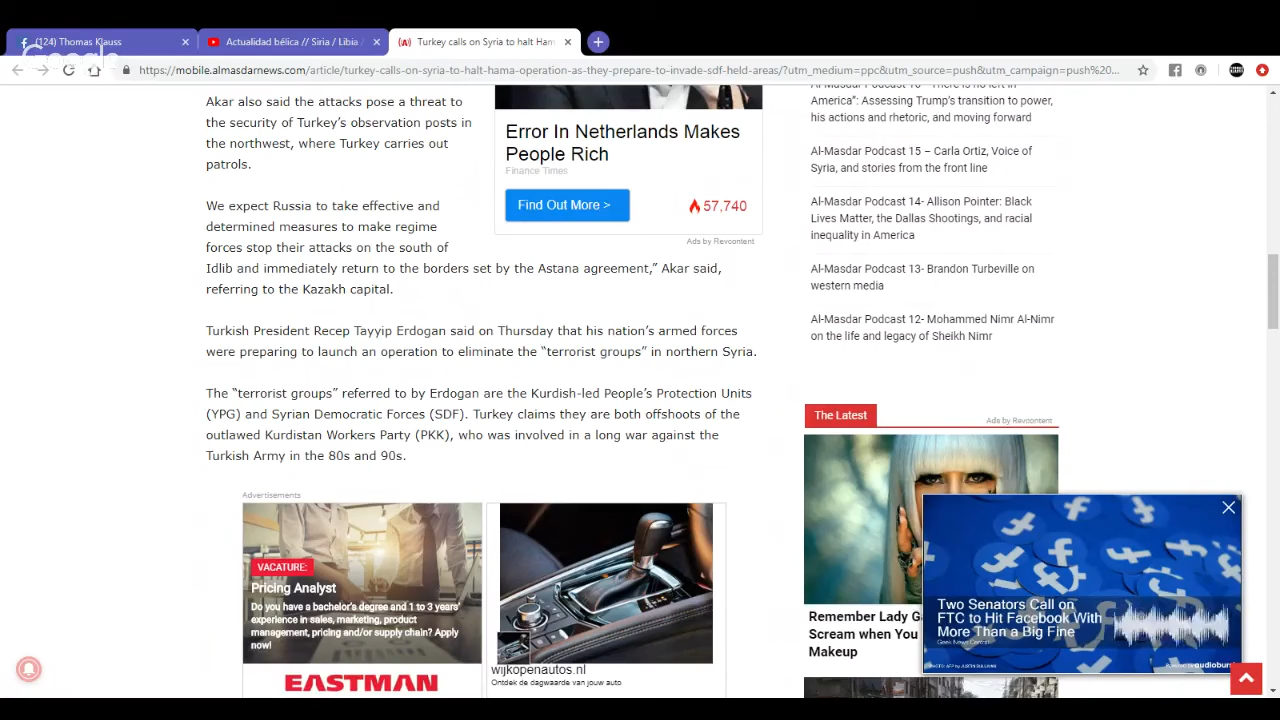 (124) Thomas Klauss
Actualidad bélica // Siria / Libia /
Turkey calls on Syria to halt Ham
Google
https://mobile.almasdarnews.com/article/turkey-calls-on-syria-to-halt-hama-operation-as-they-prepare-to-invade-sdf-held-areas/?utm_medium=ppc&utm_source=push&utm_campaign=push%20...
Akar also said the attacks pose a threat to
the security of Turkey's observation posts in
the northwest, where Turkey carries out
patrols.
We expect Russia to take effective and
determined measures to make regime
forces stop their attacks on the south of
Idlib and immediately return to the borders set by the Astana agreement,” Akar said,
referring to the Kazakh capital.
Turkish President Recep Tayyip Erdogan said on Thursday that his nation's armed forces
were preparing to launch an operation to eliminate the “terrorist groups” in northern Syria.
The “terrorist groups” referred to by Erdogan are the Kurdish-led People's Protection Units
(YPG) and Syrian Democratic Forces (SDF). Turkey claims they are both offshoots of the
outlawed Kurdistan Workers Party (PKK), who was involved in a long war against the
Turkish Army in the 80s and 90s.
Error In Netherlands Makes
People Rich
Finance Times
Find Out More >
57,740
Ads by Revcontent
Advertisements
VACATURE:
Pricing Analyst
Do you have a bachelor's degree and 1 to 3 years'
experience in sales, marketing, product
management, pricing and/or supply chain? Apply
now!
EASTMAN
wijkopenautos.nl
Ontdek de dagwaarde van jouw auto
America”: Assessing Trump's transition to power,
his actions and rhetoric, and moving forward
Al-Masdar Podcast 15 – Carla Ortiz, Voice of
Syria, and stories from the front line
Al-Masdar Podcast 14- Allison Pointer: Black
Lives Matter, the Dallas Shootings, and racial
inequality in America
Al-Masdar Podcast 13- Brandon Turbeville on
western media
Al-Masdar Podcast 12- Mohammed Nimr Al-Nimr
on the life and legacy of Sheikh Nimr
The Latest
Ads by Revcontent
Remember Lady G
Scream when You
Makeup
Two Senators Call on
FTC to Hit Facebook With
More Than a Big Fine
Geek News Central
PHOTO: AFP by JUSTIN SULLIVAN
POWERED BY audioburst